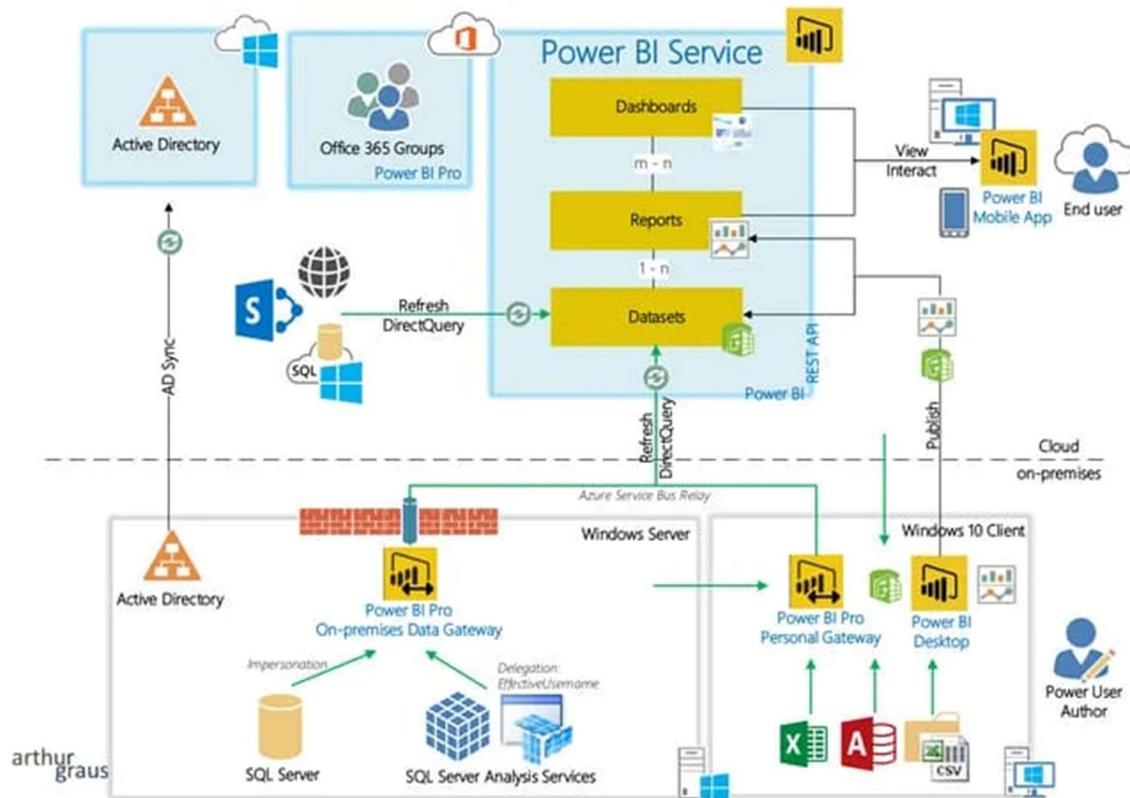 Power BI Service
Active Directory
Office 365 Groups
Power BI Pro
Dashboards
m - n
Reports
1 - n
Datasets
REST API
Power BI
View
Interact
Power BI
Mobile App
End user
S
SQL
Refresh
DirectQuery
AD Sync
Refresh
DirectQuery
Publish
Cloud
on-premises
Azure Service Bus Relay
Windows Server
Windows 10 Client
Active Directory
Power BI Pro
On-premises Data Gateway
Power BI Pro
Personal Gateway
Power BI
Desktop
Impersonation
Delegation:
EffectiveUsername
SQL Server
SQL Server Analysis Services
X
A
CSV
Power User
Author
arthur
graus